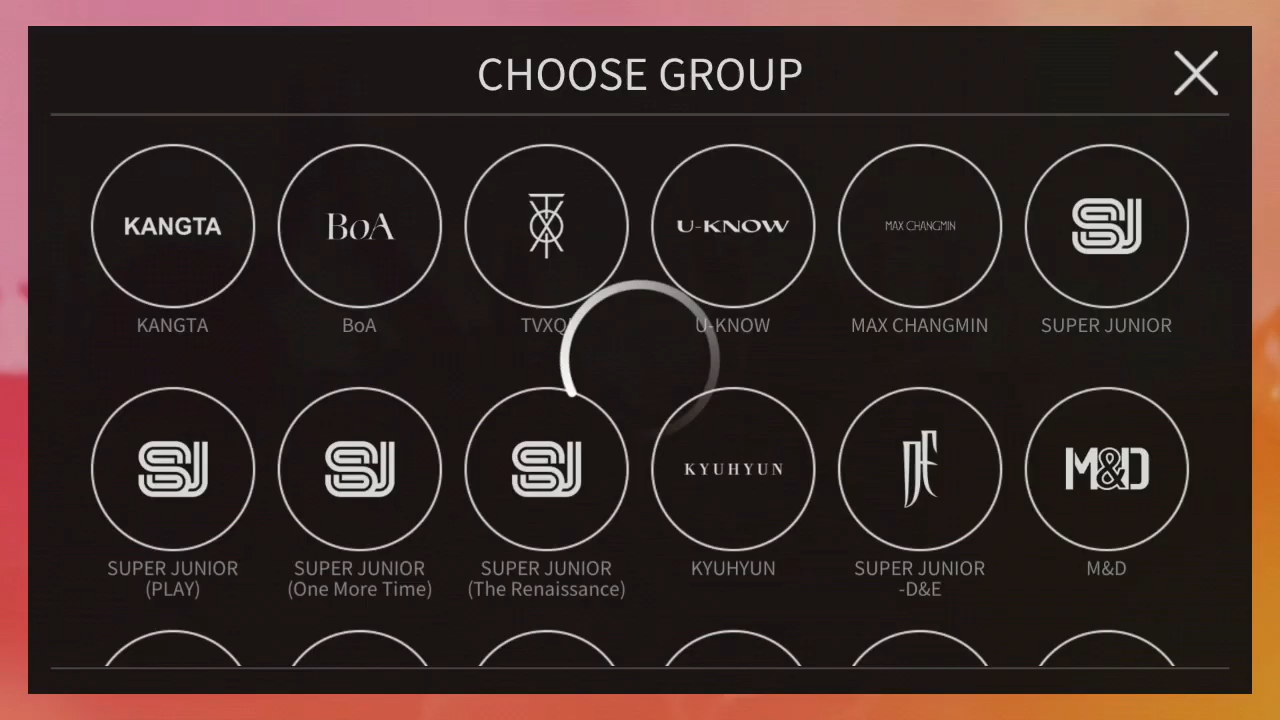 CHOOSE GROUP
KANGTA
BoA
U-KNOW
MAX CHANGMIN
SJ
KANGTA
BoA
TVXQ!
U-KNOW
MAX CHANGMIN
SUPER JUNIOR
SJ
SJ
SJ
KYUHYUN
M&D
SUPER JUNIOR
(PLAY)
SUPER JUNIOR
(One More Time)
SUPER JUNIOR
(The Renaissance)
KYUHYUN
SUPER JUNIOR
-D&E
M&D